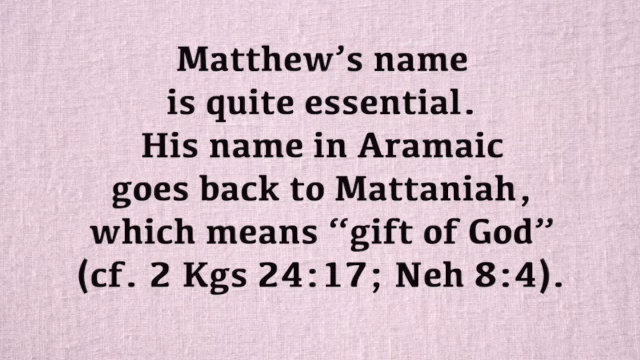 Matthew’s name
is quite essential.
His name in Aramaic
goes back to Mattaniah,
which means “gift of God”
(cf. 2 Kgs 24:17; Neh 8:4).